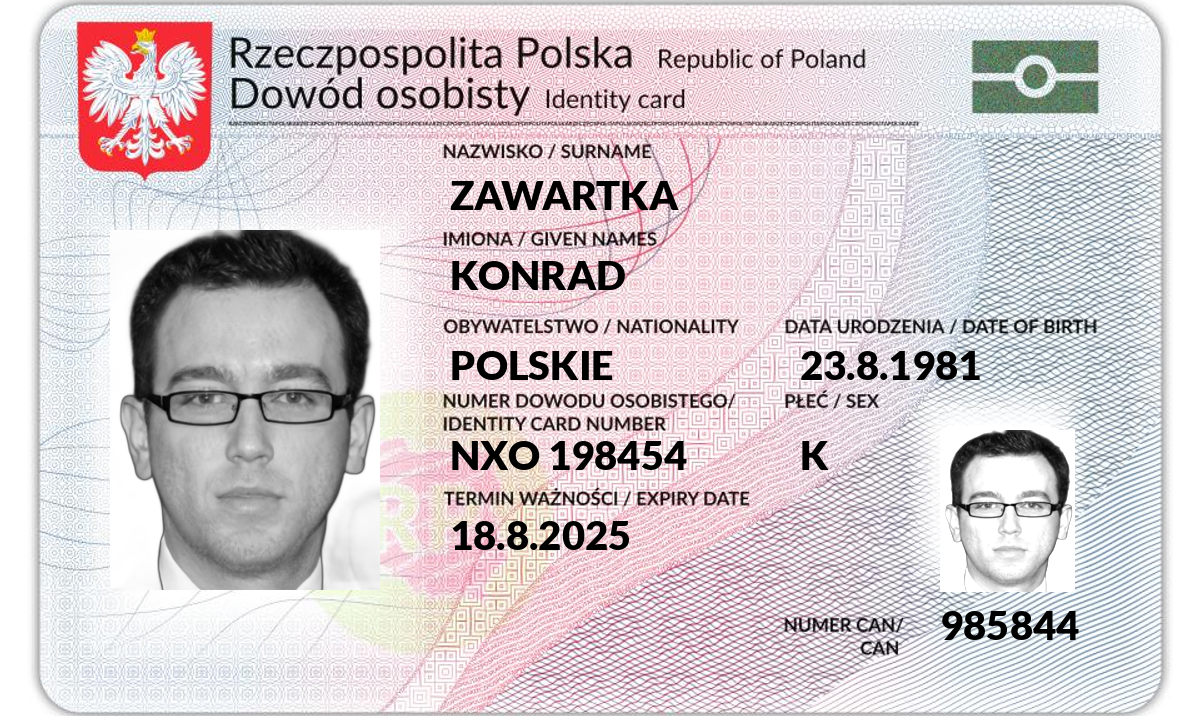 Rzeczpospolita Polska Republic of Poland
Dowód osobisty Identity card
NAZWISKO / SURNAME
ZAWARTKA
IMIONA / GIVEN NAMES
KONRAD
OBYWATELSTWO / NATIONALITY DATA URODZENIA / DATE OF BIRTH
POLSKIE 23.8.1981
NUMER DOWODU OSOBISTEGO/ PŁEĆ / SEX
IDENTITY CARD NUMBER
NXO 198454 K
TERMIN WAŻNOŚCI / EXPIRY DATE
18.8.2025
NUMER CAN/ 985844
CAN